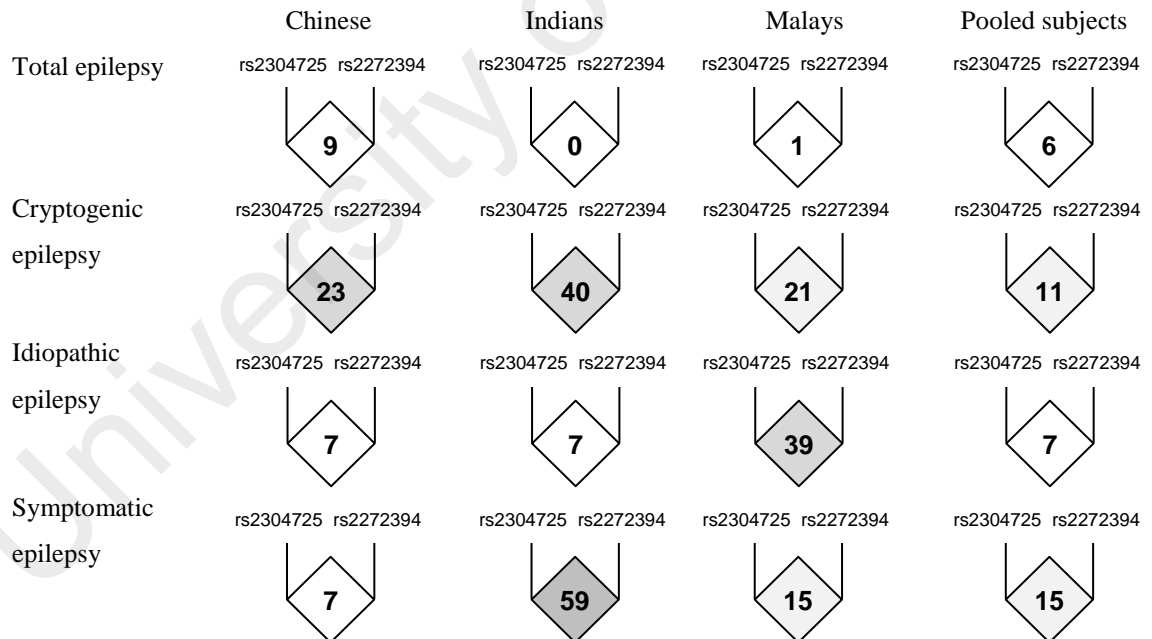 Chinese Indians Malays Pooled subjects
Total epilepsy rs2304725 rs2272394 rs2304725 rs2272394 rs2304725 rs2272394 rs2304725 rs2272394
9 0 1 6
Cryptogenic epilepsy rs2304725 rs2272394 rs2304725 rs2272394 rs2304725 rs2272394 rs2304725 rs2272394
23 40 21 11
Idiopathic epilepsy rs2304725 rs2272394 rs2304725 rs2272394 rs2304725 rs2272394 rs2304725 rs2272394
7 7 39 7
Symptomatic epilepsy rs2304725 rs2272394 rs2304725 rs2272394 rs2304725 rs2272394 rs2304725 rs2272394
7 59 15 15
University o